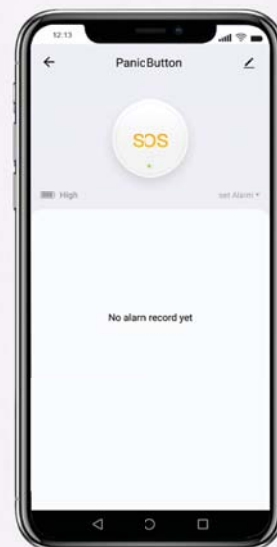 12:13
PanicButton
SOS
High
set Alarm
No alarm record yet